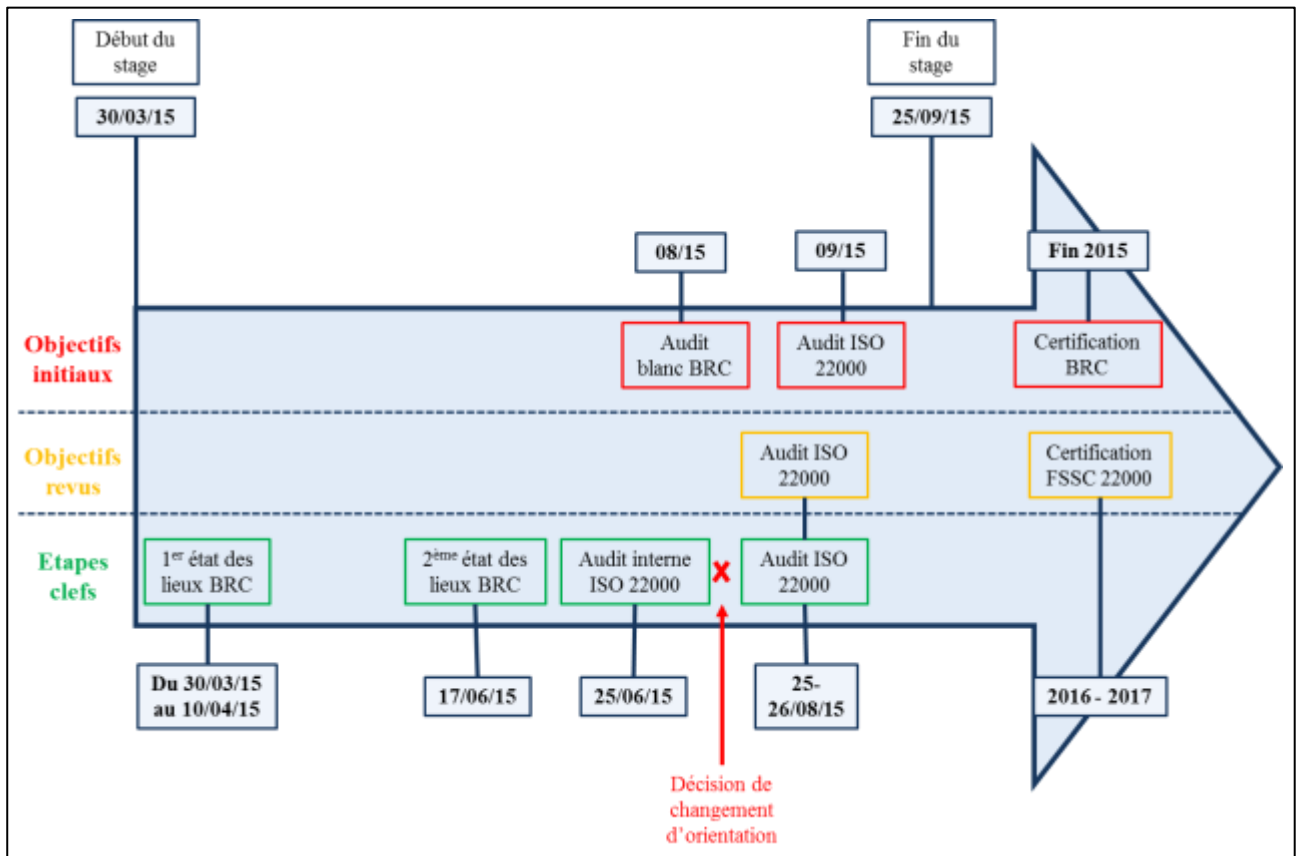 Début du
stage
Fin du
stage
30/03/15
25/09/15
08/15
09/15
Fin 2015
Objectifs
initiaux
Audit
blanc BRC
Audit ISO
22000
Certification
BRC
Objectifs
revus
Audit ISO
22000
Certification
FSSC 22000
Etapes
clefs
1er état des
lieux BRC
2ème état des
lieux BRC
Audit interne
ISO 22000
Audit ISO
22000
Du 30/03/15
au 10/04/15
17/06/15
25/06/15
25-
26/08/15
2016 - 2017
Décision de
changement
d'orientation